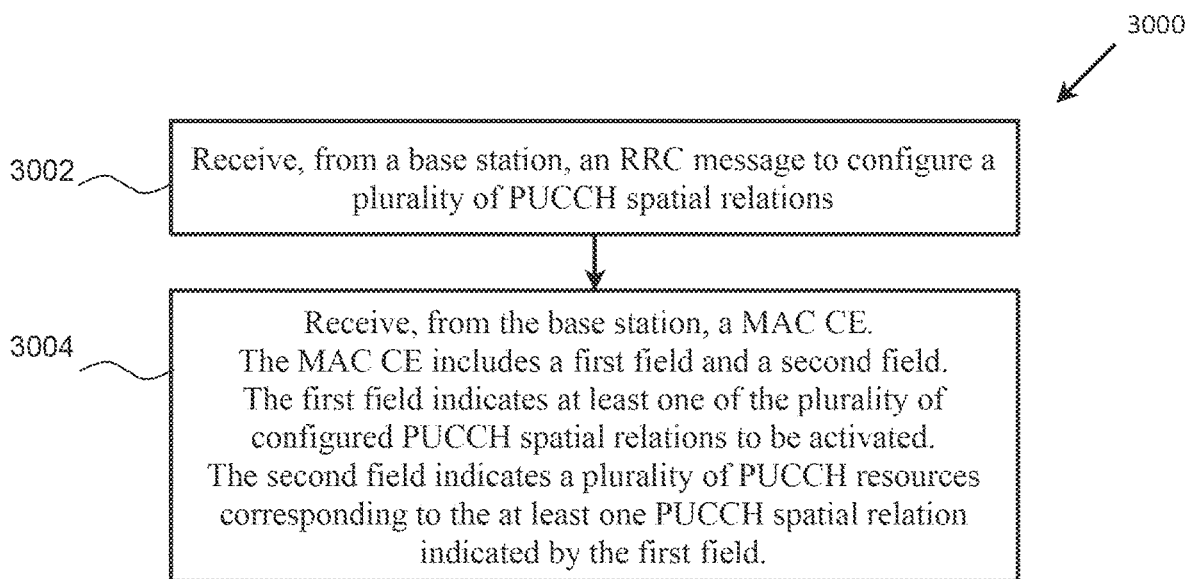 3000
3002
Receive, from a base station, an RRC message to configure a
plurality of PUCCH spatial relations
3004
Receive, from the base station, a MAC CE.
The MAC CE includes a first field and a second field.
The first field indicates at least one of the plurality of
configured PUCCH spatial relations to be activated.
The second field indicates a plurality of PUCCH resources
corresponding to the at least one PUCCH spatial relation
indicated by the first field.